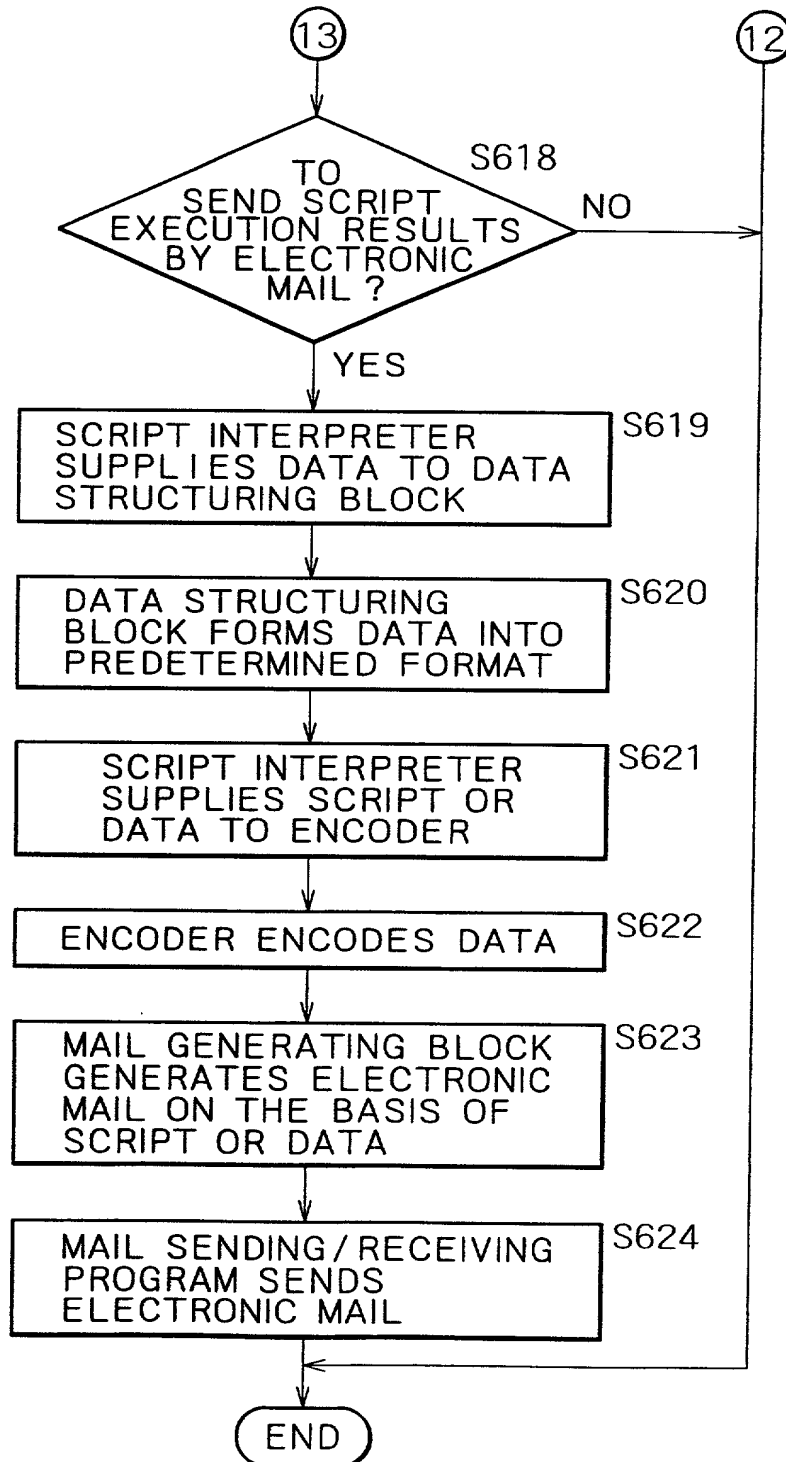 13
12
S618
TO
SEND SCRIPT
EXECUTION RESULTS
BY ELECTRONIC
MAIL?
NO
YES
S619
SCRIPT INTERPRETER
SUPPLIES DATA TO DATA
STRUCTURING BLOCK
S620
DATA STRUCTURING
BLOCK FORMS DATA INTO
PREDETERMINED FORMAT
S621
SCRIPT INTERPRETER
SUPPLIES SCRIPT OR
DATA TO ENCODER
S622
ENCODER ENCODES DATA
S623
MAIL GENERATING BLOCK
GENERATES ELECTRONIC
MAIL ON THE BASIS OF
SCRIPT OR DATA
S624
MAIL SENDING/RECEIVING
PROGRAM SENDS
ELECTRONIC MAIL
END